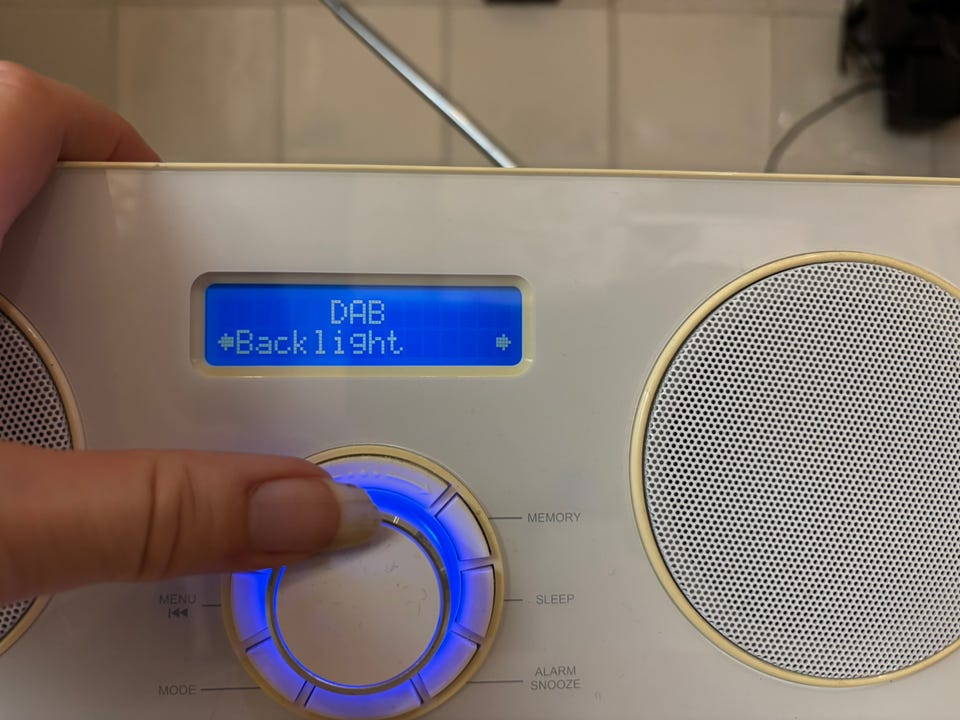 DAB
Backlight
MEMORY
MENU
SLEEP
ALARM
SNOOZE
MODE